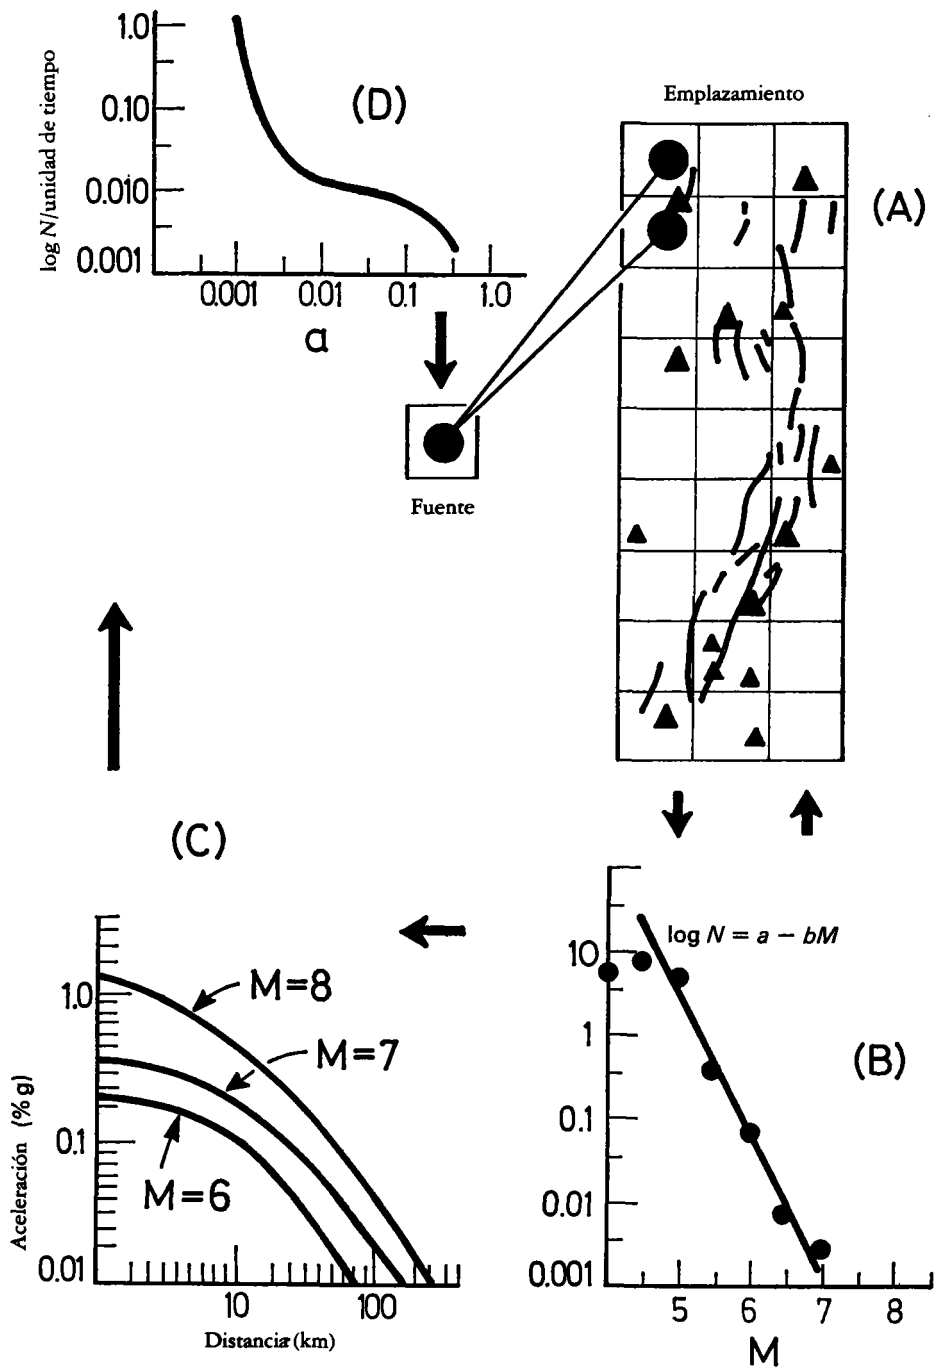 1.0
0.10
0.010
0.001
log N/unidad de tiempo
(D)
0.001 0.01 0.1 1.0
a
Emplazamiento
(A)
Fuente
(C)
M=8
M=7
M=6
1.0
0.1
0.01
Aceleración (% g)
10 100
Distancia (km)
log N = a − bM
(B)
10
1
0.1
0.01
0.001
5 6 7 8
M